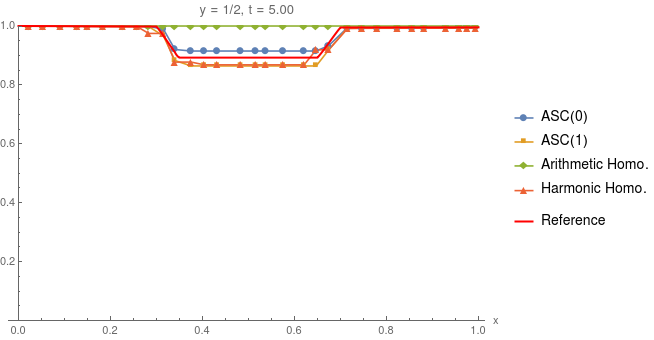 y = 1/2, t = 5.00
1.0
0.8
0.6
0.4
0.2
0.0 0.2 0.4 0.6 0.8 1.0
x
ASC(0)
ASC(1)
Arithmetic Homo.
Harmonic Homo.
Reference